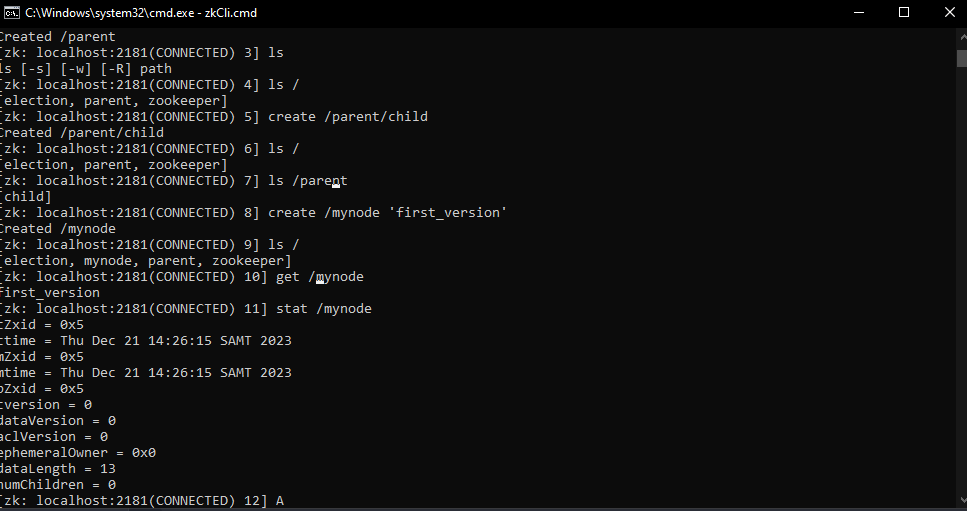 C:\Windows\system32\cmd.exe - zkCli.cmd
Created /parent
[zk: localhost:2181(CONNECTED) 3] ls
ls [-s] [-w] [-R] path
[zk: localhost:2181(CONNECTED) 4] ls /
[election, parent, zookeeper]
[zk: localhost:2181(CONNECTED) 5] create /parent/child
Created /parent/child
[zk: localhost:2181(CONNECTED) 6] ls /
[election, parent, zookeeper]
[zk: localhost:2181(CONNECTED) 7] ls /parent
[child]
[zk: localhost:2181(CONNECTED) 8] create /mynode 'first_version'
Created /mynode
[zk: localhost:2181(CONNECTED) 9] ls /
[election, mynode, parent, zookeeper]
[zk: localhost:2181(CONNECTED) 10] get /mynode
first_version
[zk: localhost:2181(CONNECTED) 11] stat /mynode
cZxid = 0x5
ctime = Thu Dec 21 14:26:15 SAMT 2023
mZxid = 0x5
mtime = Thu Dec 21 14:26:15 SAMT 2023
pZxid = 0x5
cversion = 0
dataVersion = 0
aclVersion = 0
ephemeralOwner = 0x0
dataLength = 13
numChildren = 0
[zk: localhost:2181(CONNECTED) 12] A